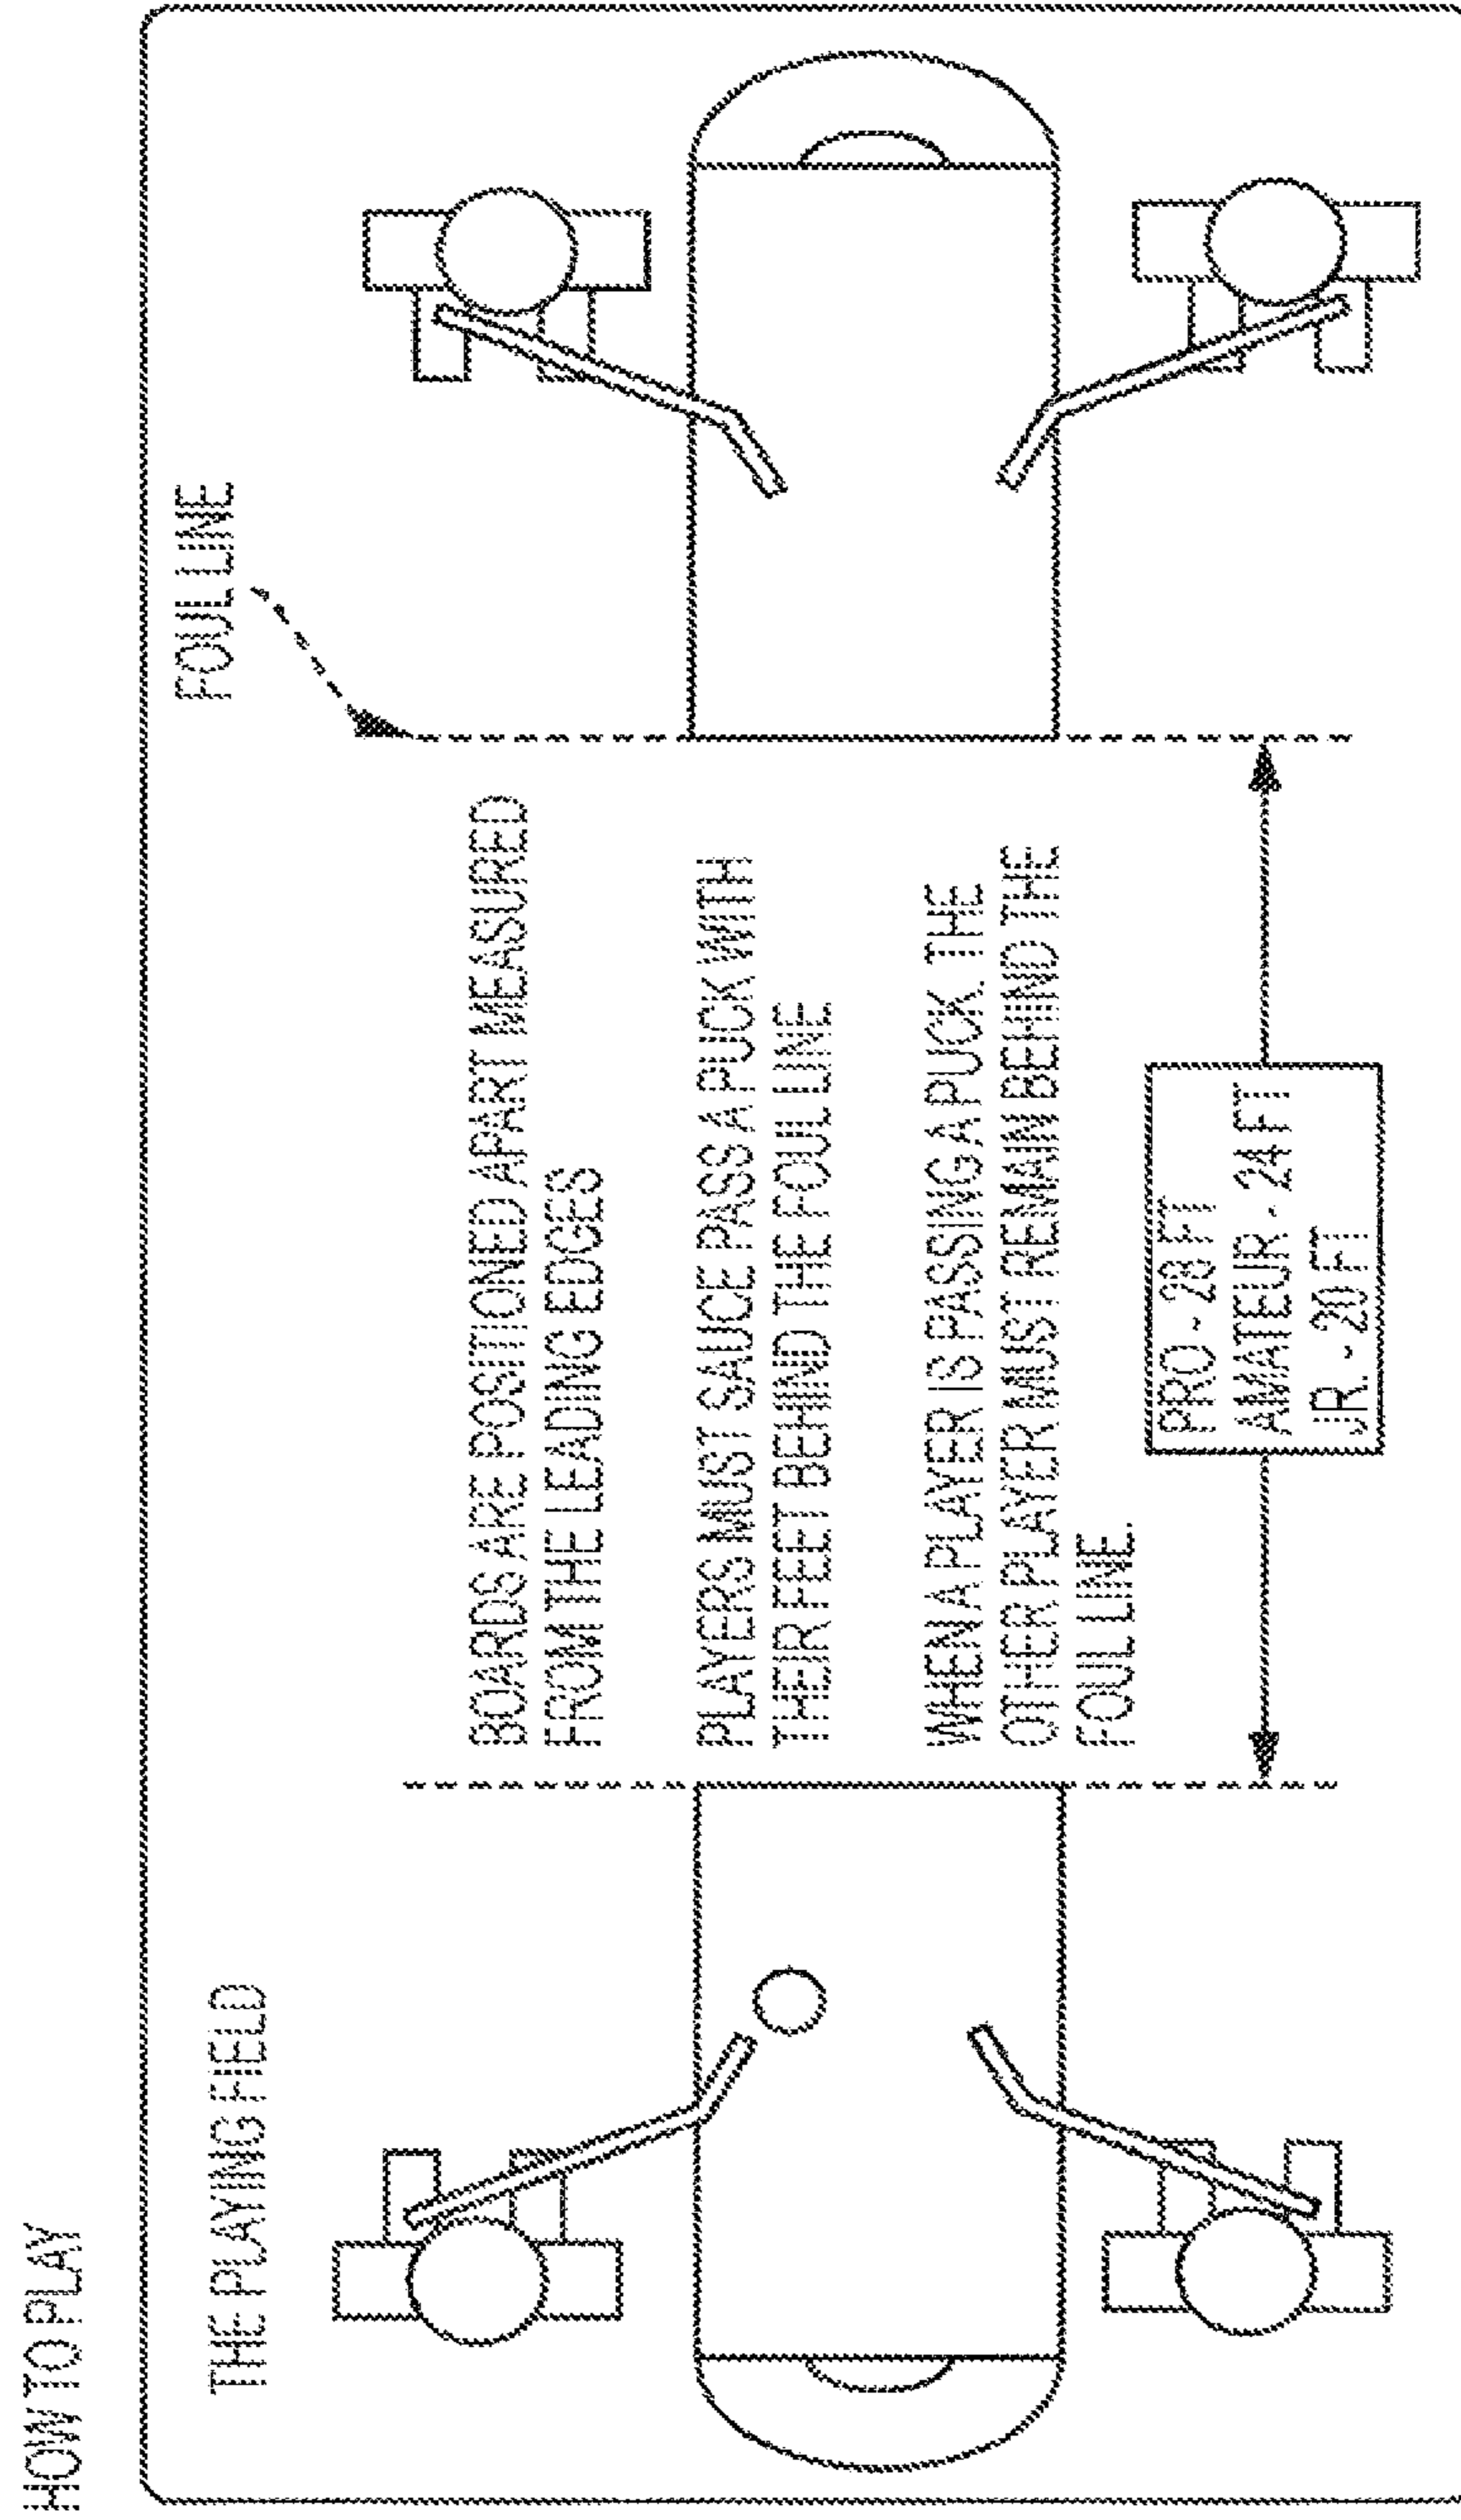 HOW TO PLAY
THE PLAYING FIELD
FOUL LINE
BOARDS ARE POSITIONED APART MEASURED
FROM THE LEADING EDGES
PLAYERS MUST SAUCE PASS A PUCK WITH
THEIR FEET BEHIND THE FOUL LINE
WHEN A PLAYER IS PASSING A PUCK. THE
OTHER PLAYER MUST REMAIN BEHIND THE
FOUL LINE.
PRO - 28 FT
AMATEUR - 24 FT
JR. - 20 FT